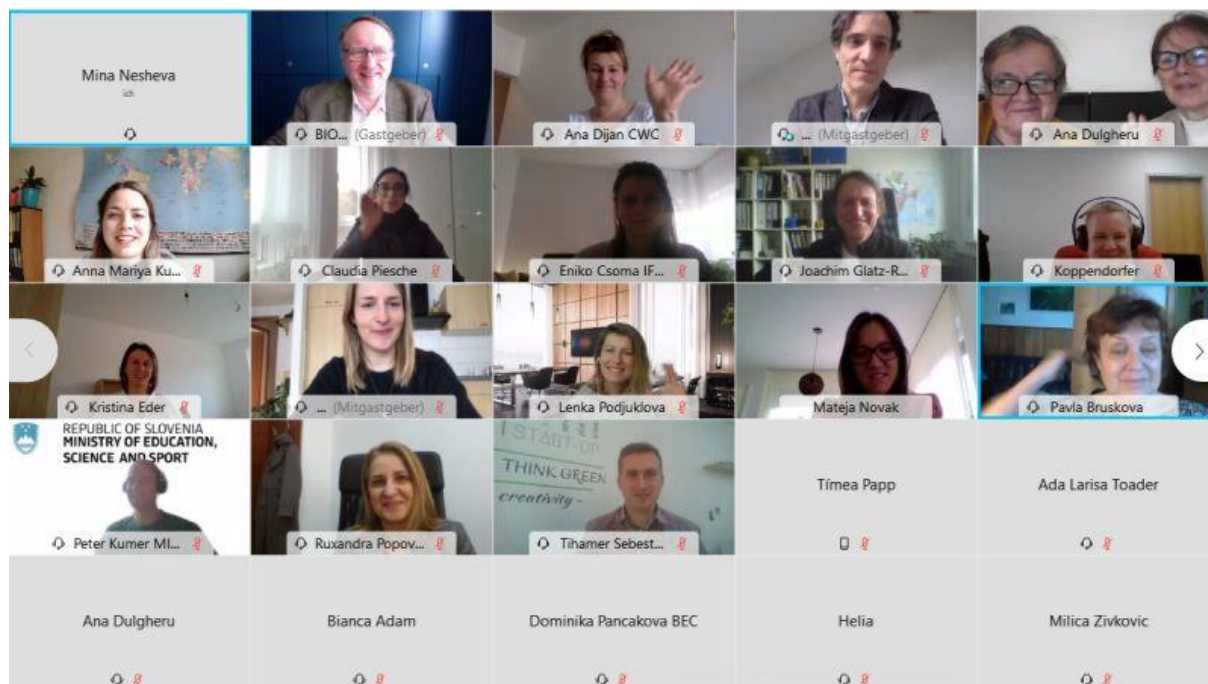 Mina Nesheva
ich
BIO... (Gastgeber)
Ana Dijan CWC
... (Mitgastgeber)
Ana Dulgheru
Anna Mariya Ku...
Claudia Piesche
Eniko Csoma IF...
Joachim Glatz-R...
Koppendorfer
Kristina Eder
... (Mitgastgeber)
Lenka Podjuklova
Mateja Novak
Pavla Bruskova
REPUBLIC OF SLOVENIA
MINISTRY OF EDUCATION,
SCIENCE AND SPORT
Peter Kumer MI...
Ruxandra Popov...
START-UP
THINK GREEN
creativity -
Tihamer Sebest...
Tímea Papp
Ada Larisa Toader
Ana Dulgheru
Bianca Adam
Dominika Pancakova BEC
Helia
Milica Zivkovic